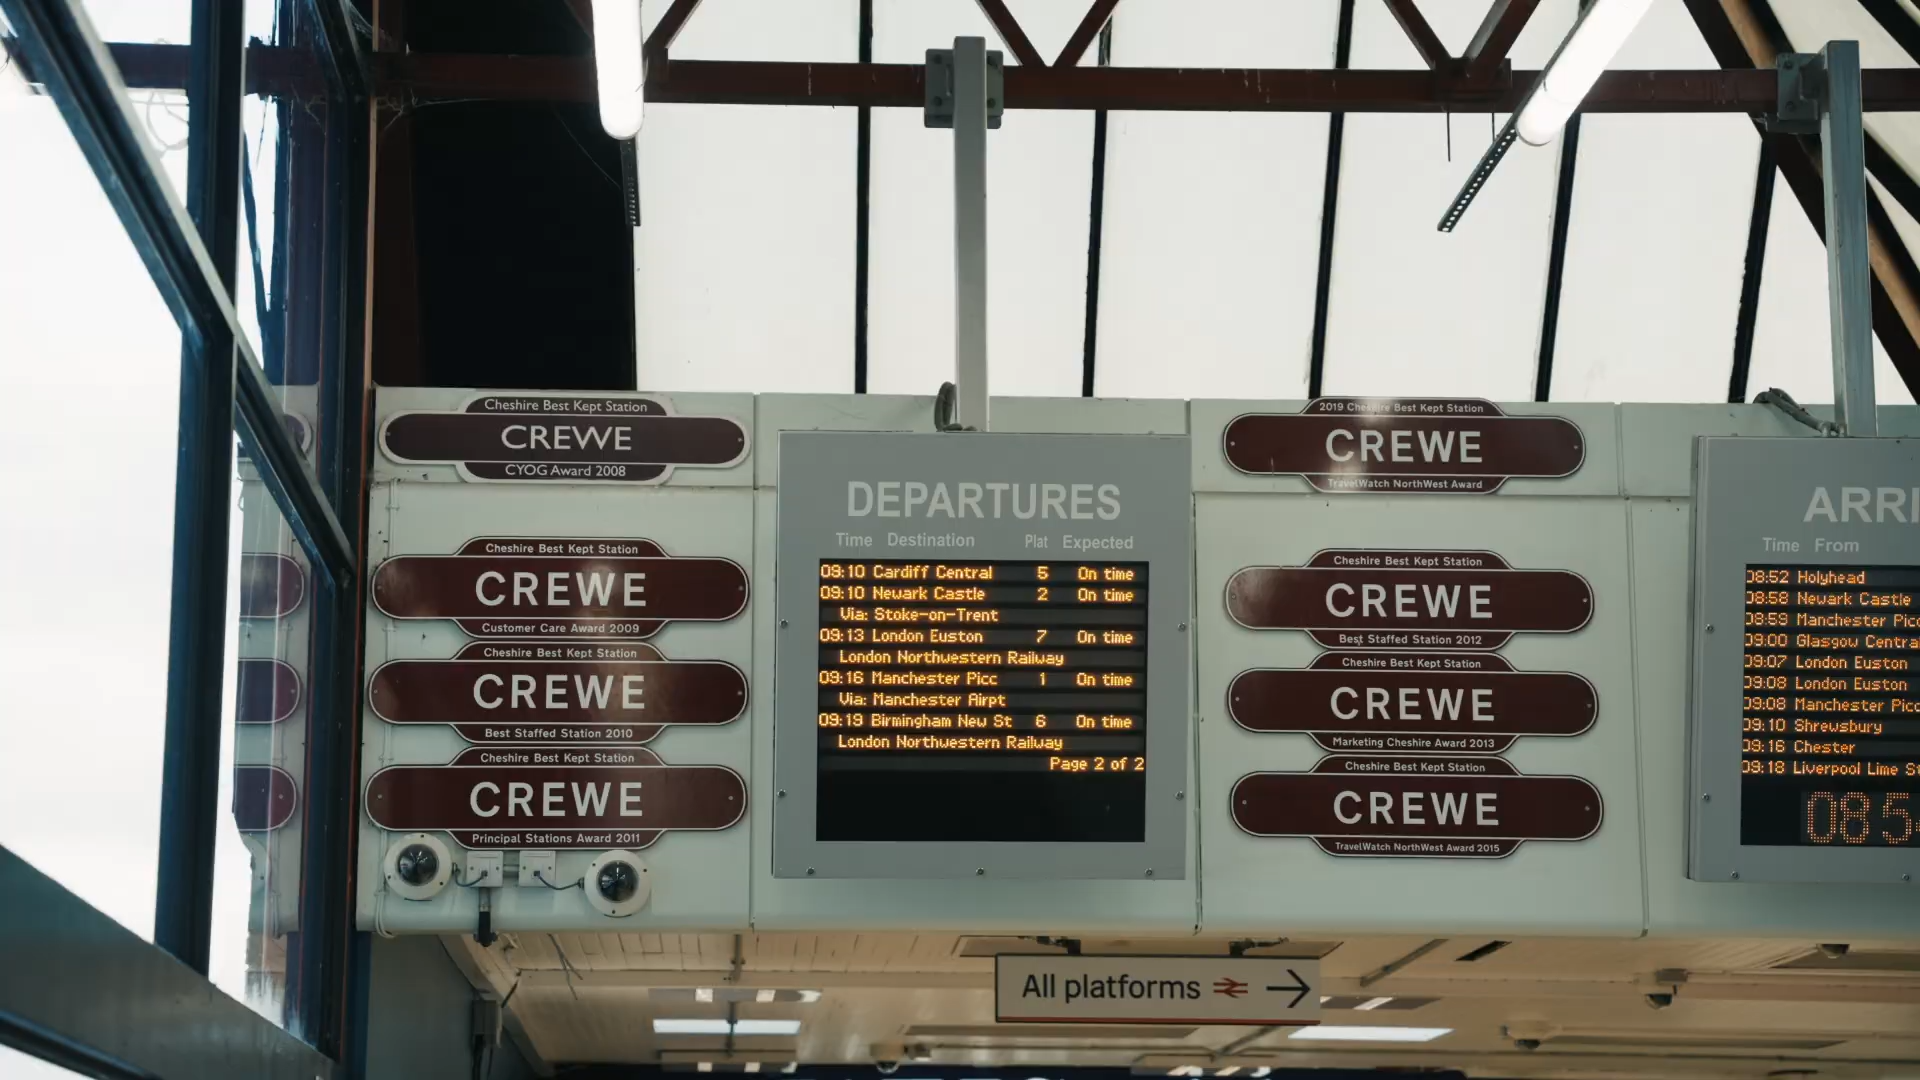 Cheshire Best Kept Station
CREWE
CYOG Award 2008
Cheshire Best Kept Station
CREWE
Customer Care Award 2009
Cheshire Best Kept Station
CREWE
Best Staffed Station 2010
Cheshire Best Kept Station
CREWE
Principal Stations Award 2011
DEPARTURES
Time Destination Plat Expected
09:10 Cardiff Central 5 On time
09:10 Newark Castle 2 On time
Via: Stoke-on-Trent
09:13 London Euston 7 On time
London Northwestern Railway
09:16 Manchester Picc 1 On time
Via: Manchester Airpt
09:19 Birmingham New St 6 On time
London Northwestern Railway
Page 2 of 2
2019 Cheshire Best Kept Station
CREWE
TravelWatch NorthWest Award
Cheshire Best Kept Station
CREWE
Best Staffed Station 2012
Cheshire Best Kept Station
CREWE
Marketing Cheshire Award 2013
Cheshire Best Kept Station
CREWE
TravelWatch NorthWest Award 2015
ARRI
Time From
08:52 Holyhead
08:58 Newark Castle
08:59 Manchester Picc
09:00 Glasgow Central
09:07 London Euston
09:08 London Euston
09:08 Manchester Picc
09:10 Shrewsbury
09:16 Chester
09:18 Liverpool Lime St
08 5
All platforms →